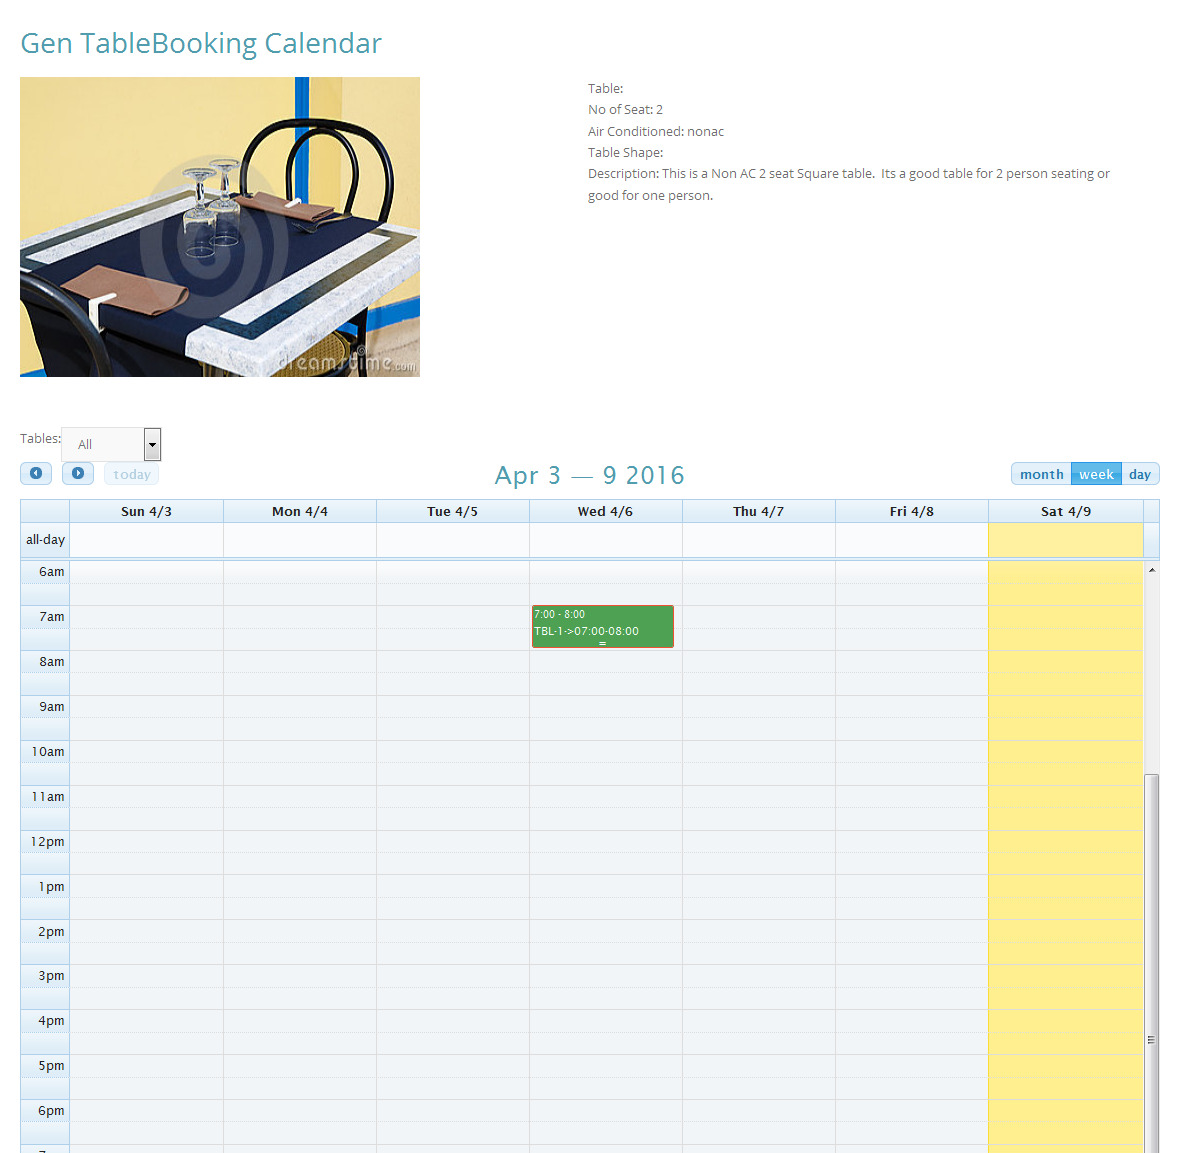 Gen TableBooking Calendar
Table:
No of Seat: 2
Air Conditioned: nonac
Table Shape:
Description: This is a Non AC 2 seat Square table.  Its a good table for 2 person seating or
good for one person.
dreamstime.com
Tables: All
today
Apr 3 — 9 2016
month week day
Sun 4/3 Mon 4/4 Tue 4/5 Wed 4/6 Thu 4/7 Fri 4/8 Sat 4/9
all-day
6am
7am
7:00 - 8:00
TBL-1->07:00-08:00
8am
9am
10am
11am
12pm
1pm
2pm
3pm
4pm
5pm
6pm